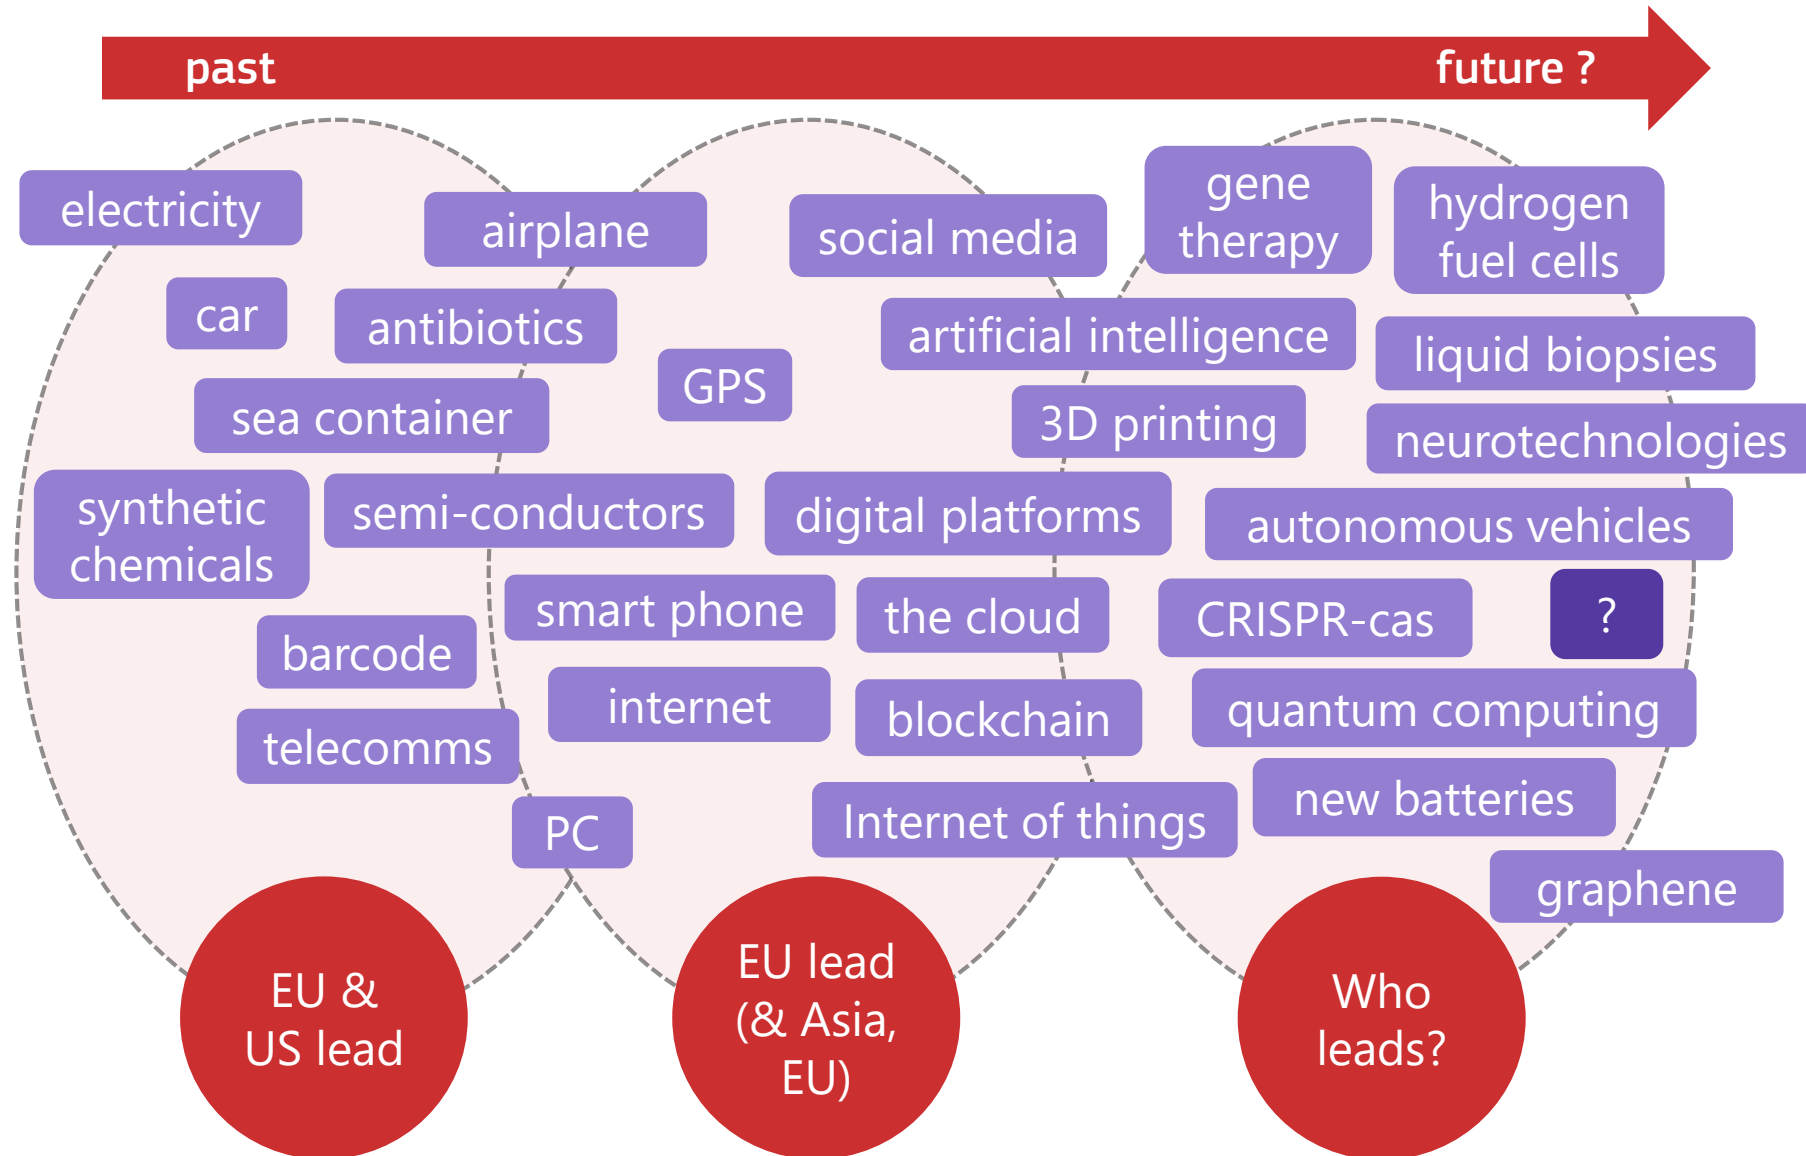 past
future ?
electricity
airplane
social media
gene
therapy
hydrogen
fuel cells
car
antibiotics
artificial intelligence
liquid biopsies
GPS
sea container
3D printing
neurotechnologies
synthetic
chemicals
semi-conductors
digital platforms
autonomous vehicles
smart phone
the cloud
CRISPR-cas
?
barcode
internet
blockchain
quantum computing
telecomms
PC
Internet of things
new batteries
graphene
EU &
US lead
EU lead
(& Asia,
EU)
Who
leads?